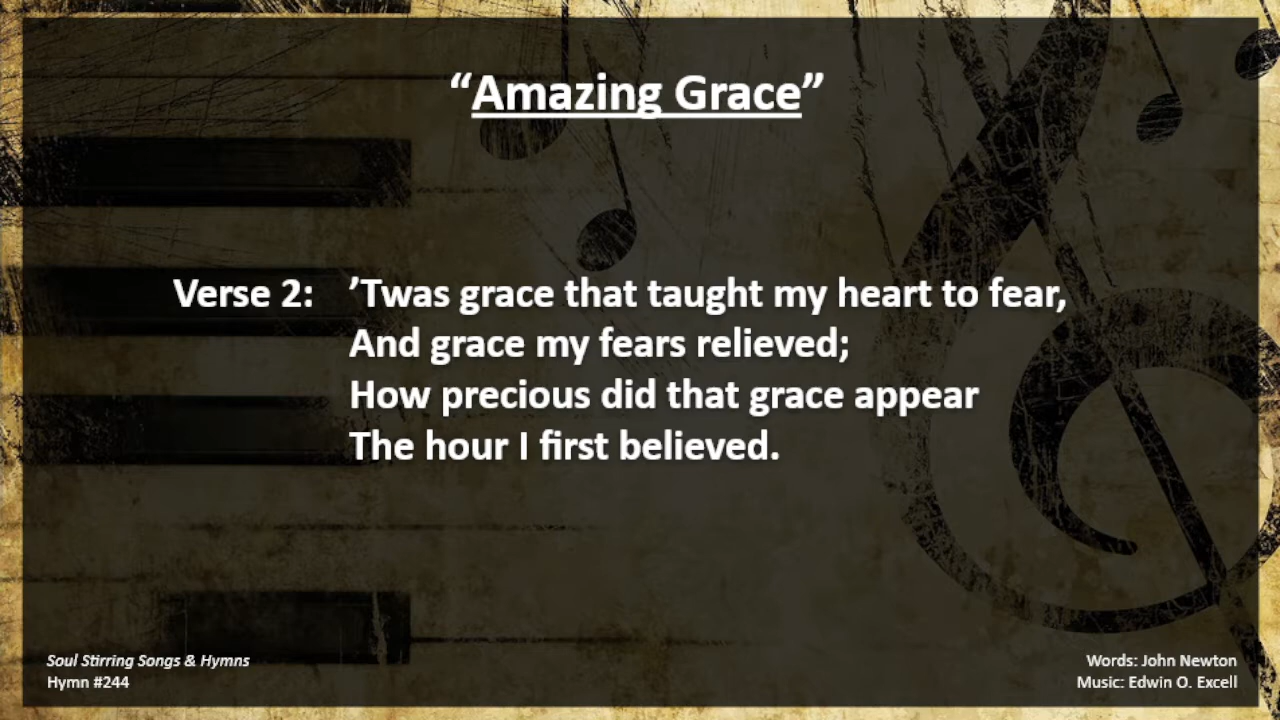 “Amazing Grace”
Verse 2: ’Twas grace that taught my heart to fear,
And grace my fears relieved;
How precious did that grace appear
The hour I first believed.
Soul Stirring Songs & Hymns
Hymn #244
Words: John Newton
Music: Edwin O. Excell